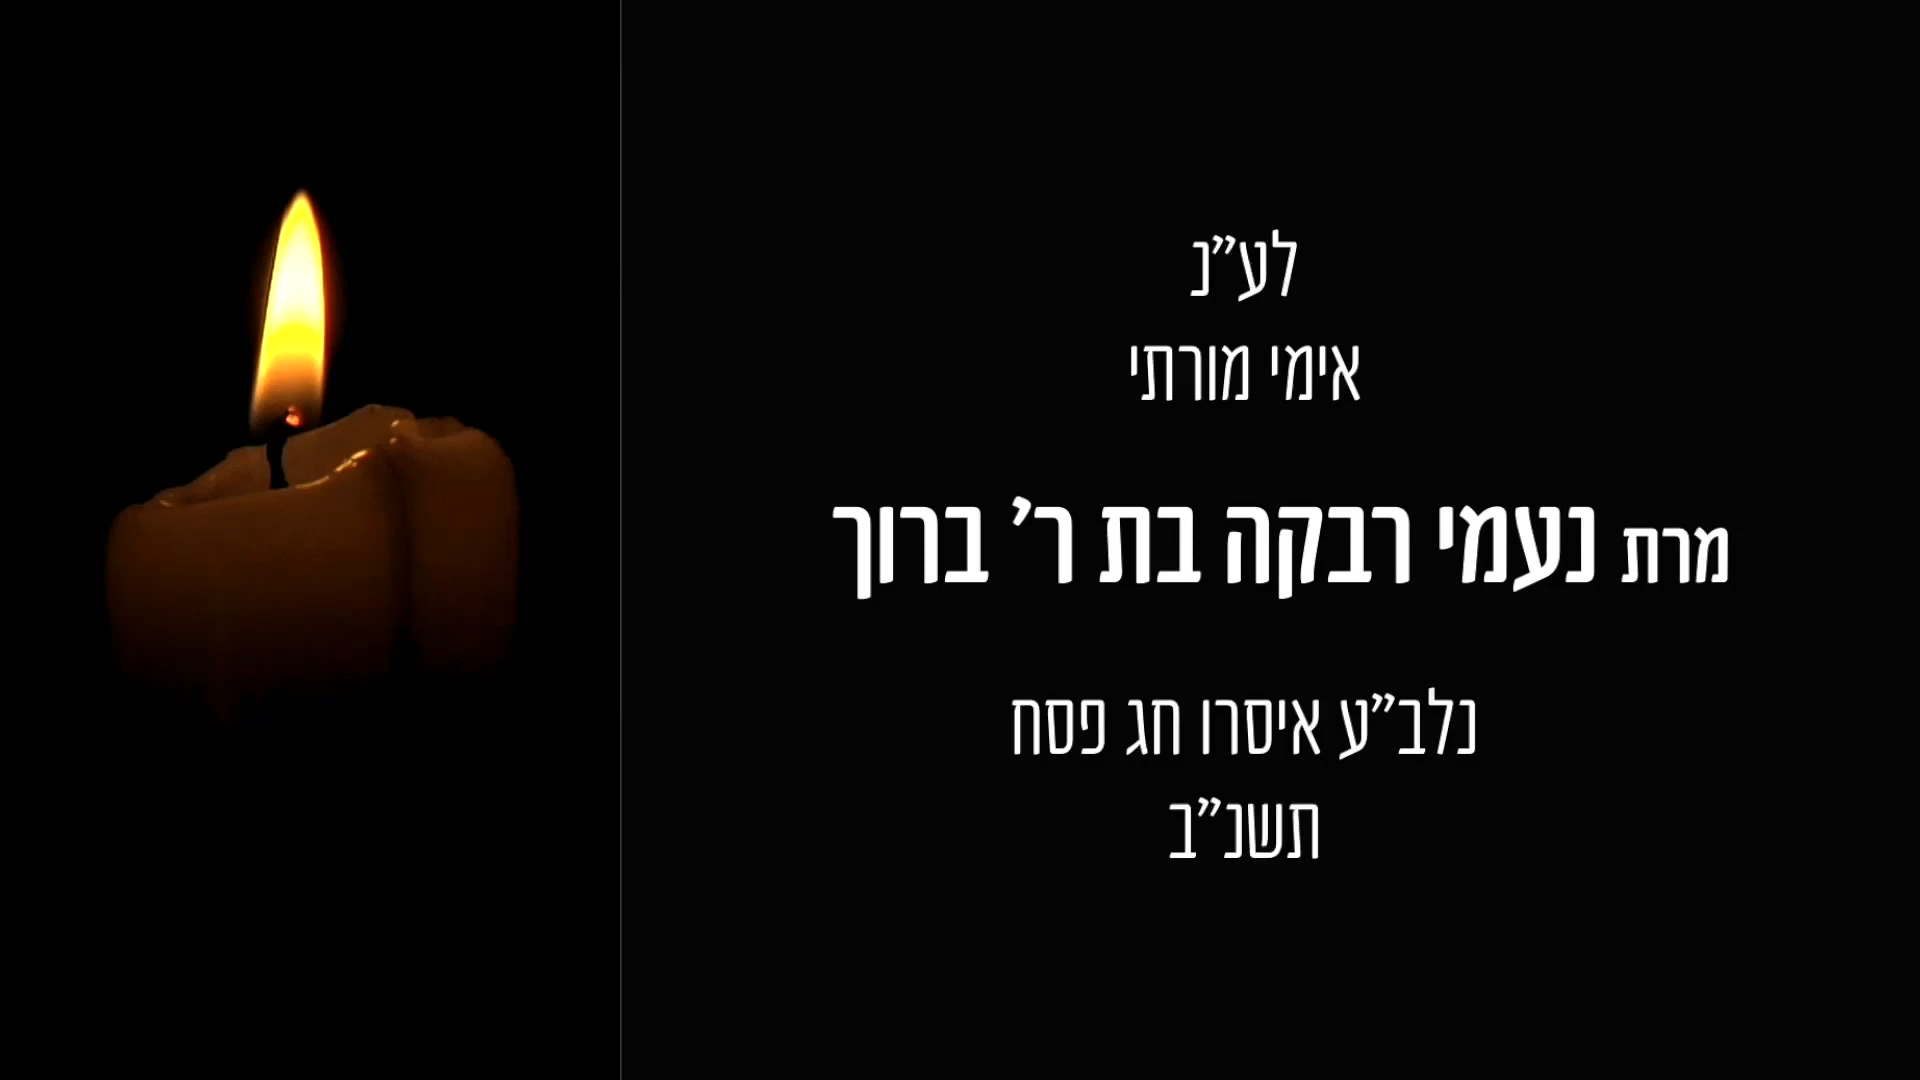 לע״נ
אימי מורתי
מרת נעמי רבקה בת ר׳ ברוך
נלב״ע איסרו חג פסח
תשנ״ב